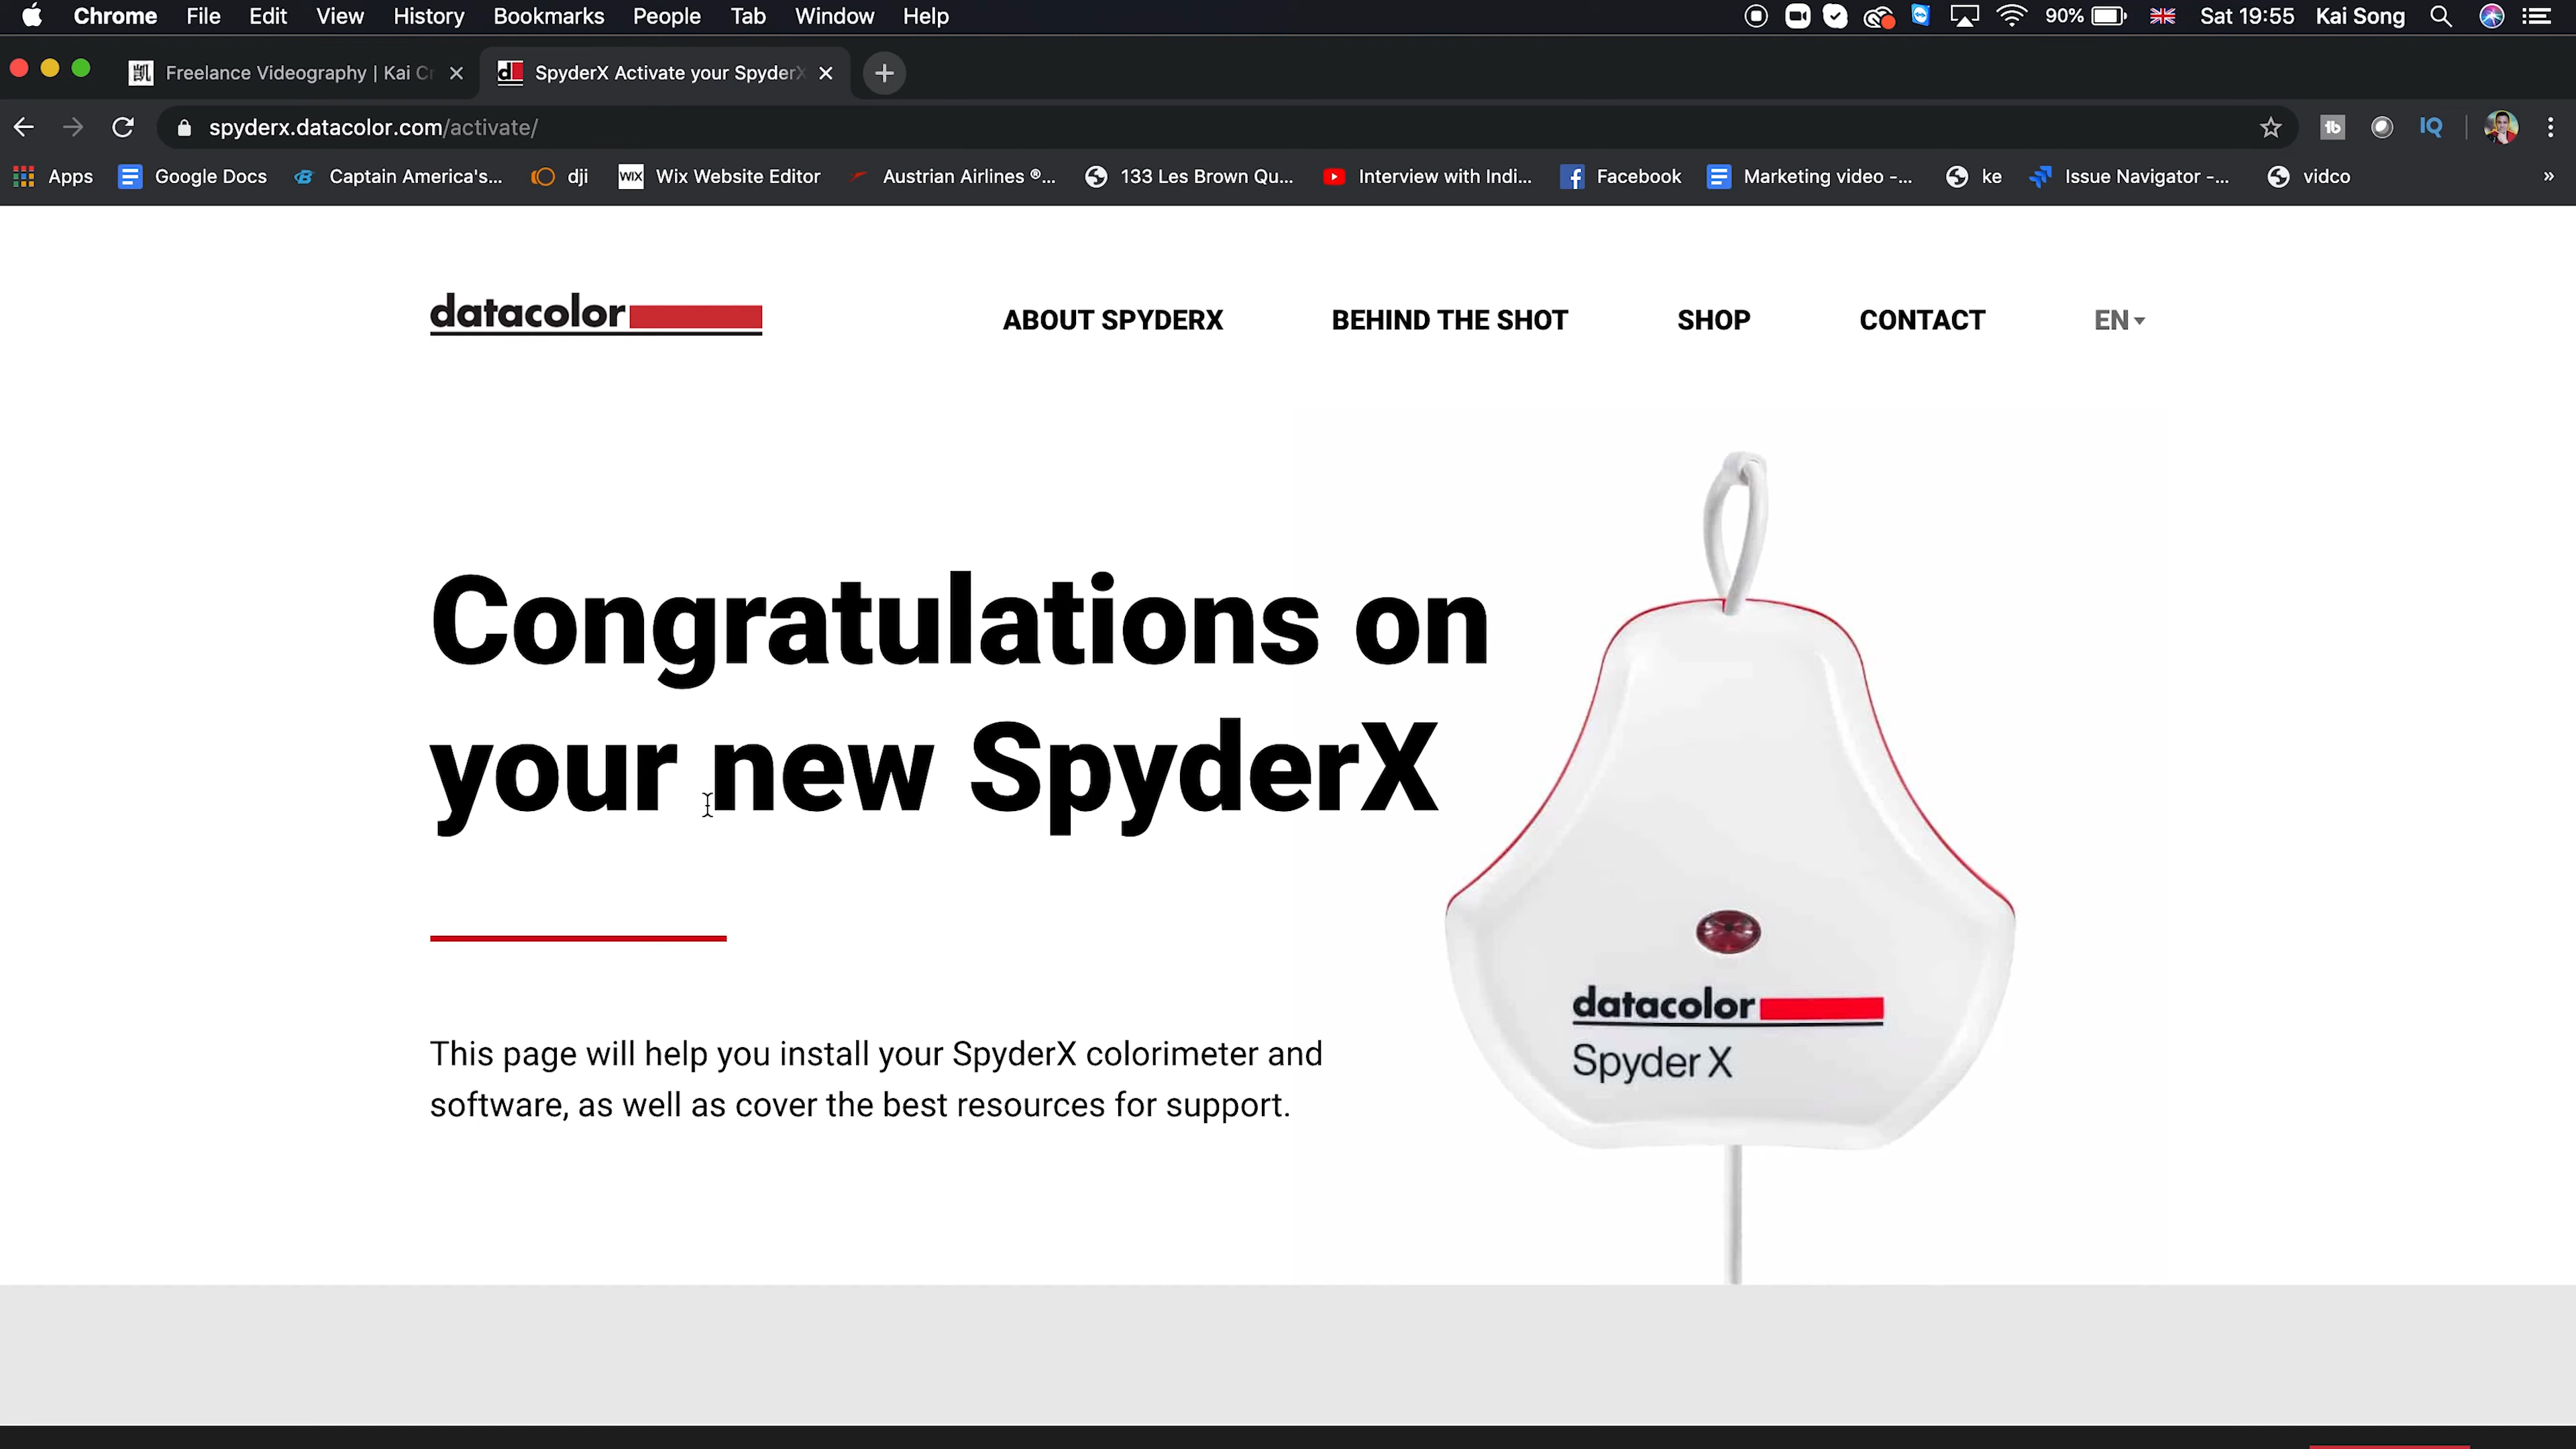 Chrome File Edit View History Bookmarks People Tab Window Help 90% Sat 19:55 Kai Song
Freelance Videography | Kai Cr SpyderX Activate your SpyderX
spyderx.datacolor.com/activate/ tb IQ
Apps Google Docs Captain America's... dji WIX Wix Website Editor Austrian Airlines ®... 133 Les Brown Qu... Interview with Indi... Facebook Marketing video -... ke Issue Navigator -... vidco »
datacolor ABOUT SPYDERX BEHIND THE SHOT SHOP CONTACT EN
Congratulations on
your new SpyderX
This page will help you install your SpyderX colorimeter and
software, as well as cover the best resources for support.
datacolor
Spyder X